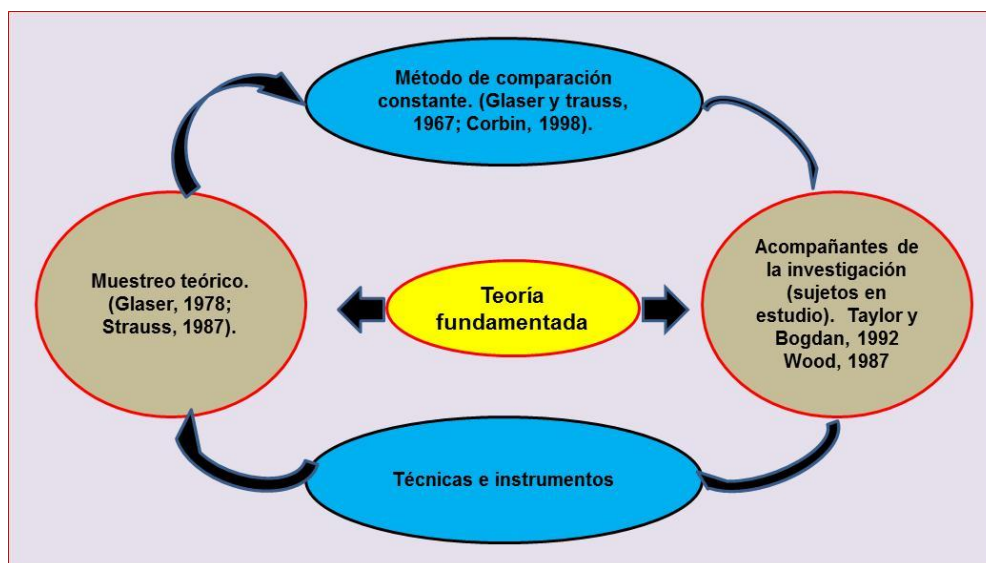 Método de comparación
constante. (Glaser y trauss,
1967; Corbin, 1998).
Muestreo teórico.
(Glaser, 1978;
Strauss, 1987).
Teoría
fundamentada
Acompañantes de
la investigación
(sujetos en
estudio). Taylor y
Bogdan, 1992
Wood, 1987
Técnicas e instrumentos